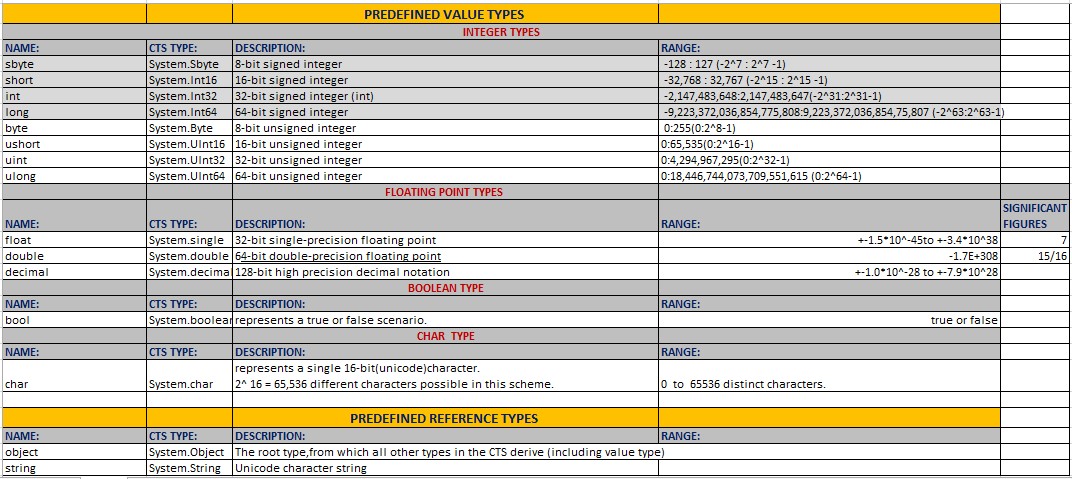 PREDEFINED VALUE TYPES
INTEGER TYPES
NAME: CTS TYPE: DESCRIPTION: RANGE:
sbyte System.Sbyte 8-bit signed integer -128 : 127 (-2^7 : 2^7 -1)
short System.Int16 16-bit signed integer -32,768 : 32,767 (-2^15 : 2^15 -1)
int System.Int32 32-bit signed integer (int) -2,147,483,648:2,147,483,647(-2^31:2^31-1)
long System.Int64 64-bit signed integer -9,223,372,036,854,775,808:9,223,372,036,854,75,807 (-2^63:2^63-1)
byte System.Byte 8-bit unsigned integer 0:255(0:2^8-1)
ushort System.UInt16 16-bit unsigned integer 0:65,535(0:2^16-1)
uint System.UInt32 32-bit unsigned integer 0:4,294,967,295(0:2^32-1)
ulong System.UInt64 64-bit unsigned integer 0:18,446,744,073,709,551,615 (0:2^64-1)
FLOATING POINT TYPES
NAME: CTS TYPE: DESCRIPTION: RANGE: SIGNIFICANT FIGURES
float System.single 32-bit single-precision floating point +-1.5*10^-45to +-3.4*10^38 7
double System.double 64-bit double-precision floating point -1.7E+308 15/16
decimal System.decimal 128-bit high precision decimal notation +-1.0*10^-28 to +-7.9*10^28
BOOLEAN TYPE
NAME: CTS TYPE: DESCRIPTION: RANGE:
bool System.boolear represents a true or false scenario. true or false
CHAR TYPE
NAME: CTS TYPE: DESCRIPTION: RANGE:
represents a single 16-bit(unicode)character.
char System.char 2^ 16 = 65,536 different characters possible in this scheme. 0 to 65536 distinct characters.
PREDEFINED REFERENCE TYPES
NAME: CTS TYPE: DESCRIPTION: RANGE:
object System.Object The root type,from which all other types in the CTS derive (including value type)
string System.String Unicode character string